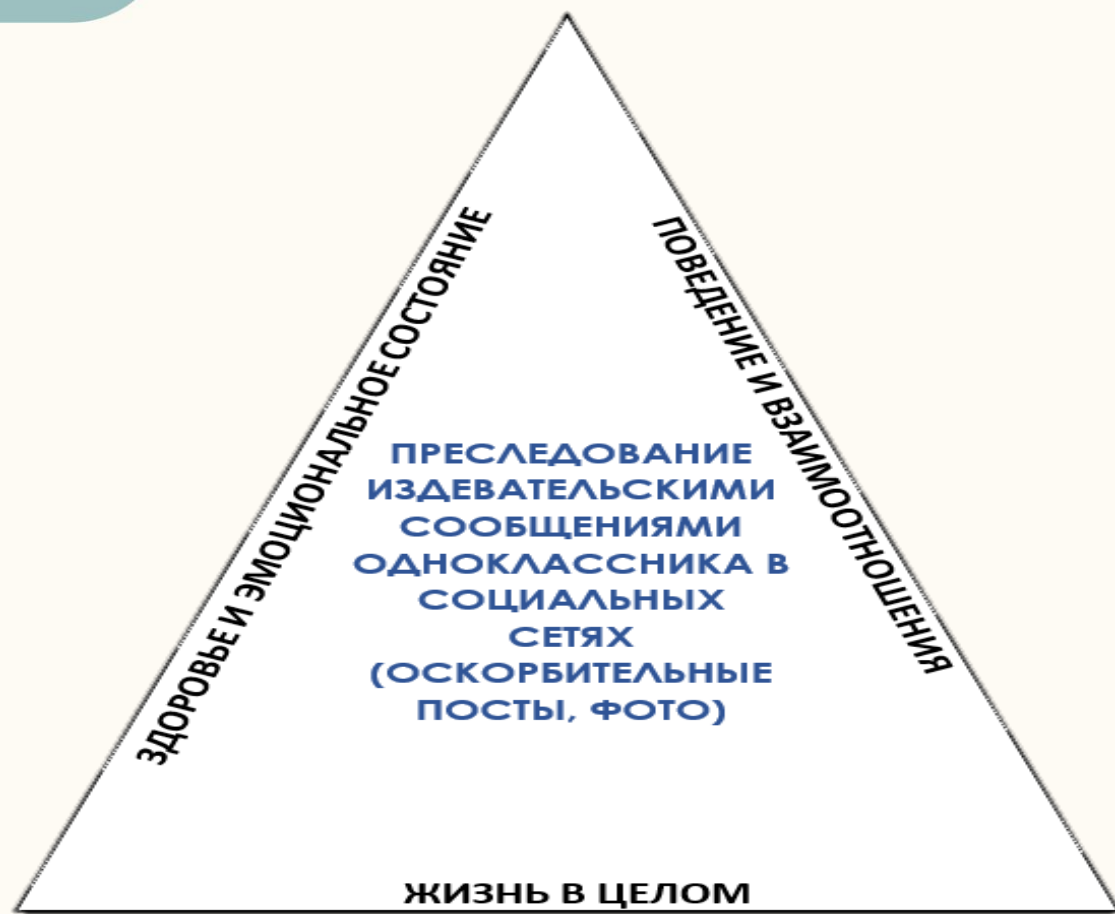 ЗДОРОВЬЕ И ЭМОЦИОНАЛЬНОЕ СОСТОЯНИЕ
ПОВЕДЕНИЕ И ВЗАИМООТНОШЕНИЯ
ПРЕСЛЕДОВАНИЕ
ИЗДЕВАТЕЛЬСКИМИ
СООБЩЕНИЯМИ
ОДНОКЛАССНИКА В
СОЦИАЛЬНЫХ
СЕТЯХ
(ОСКОРБИТЕЛЬНЫЕ
ПОСТЫ, ФОТО)
ЖИЗНЬ В ЦЕЛОМ